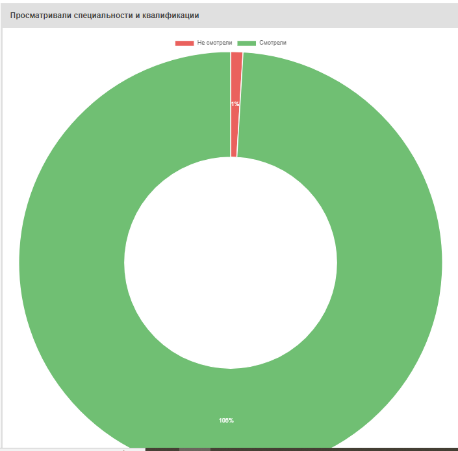 Просматривали специальности и квалификации
Не смотрели Смотрели
1%
100%